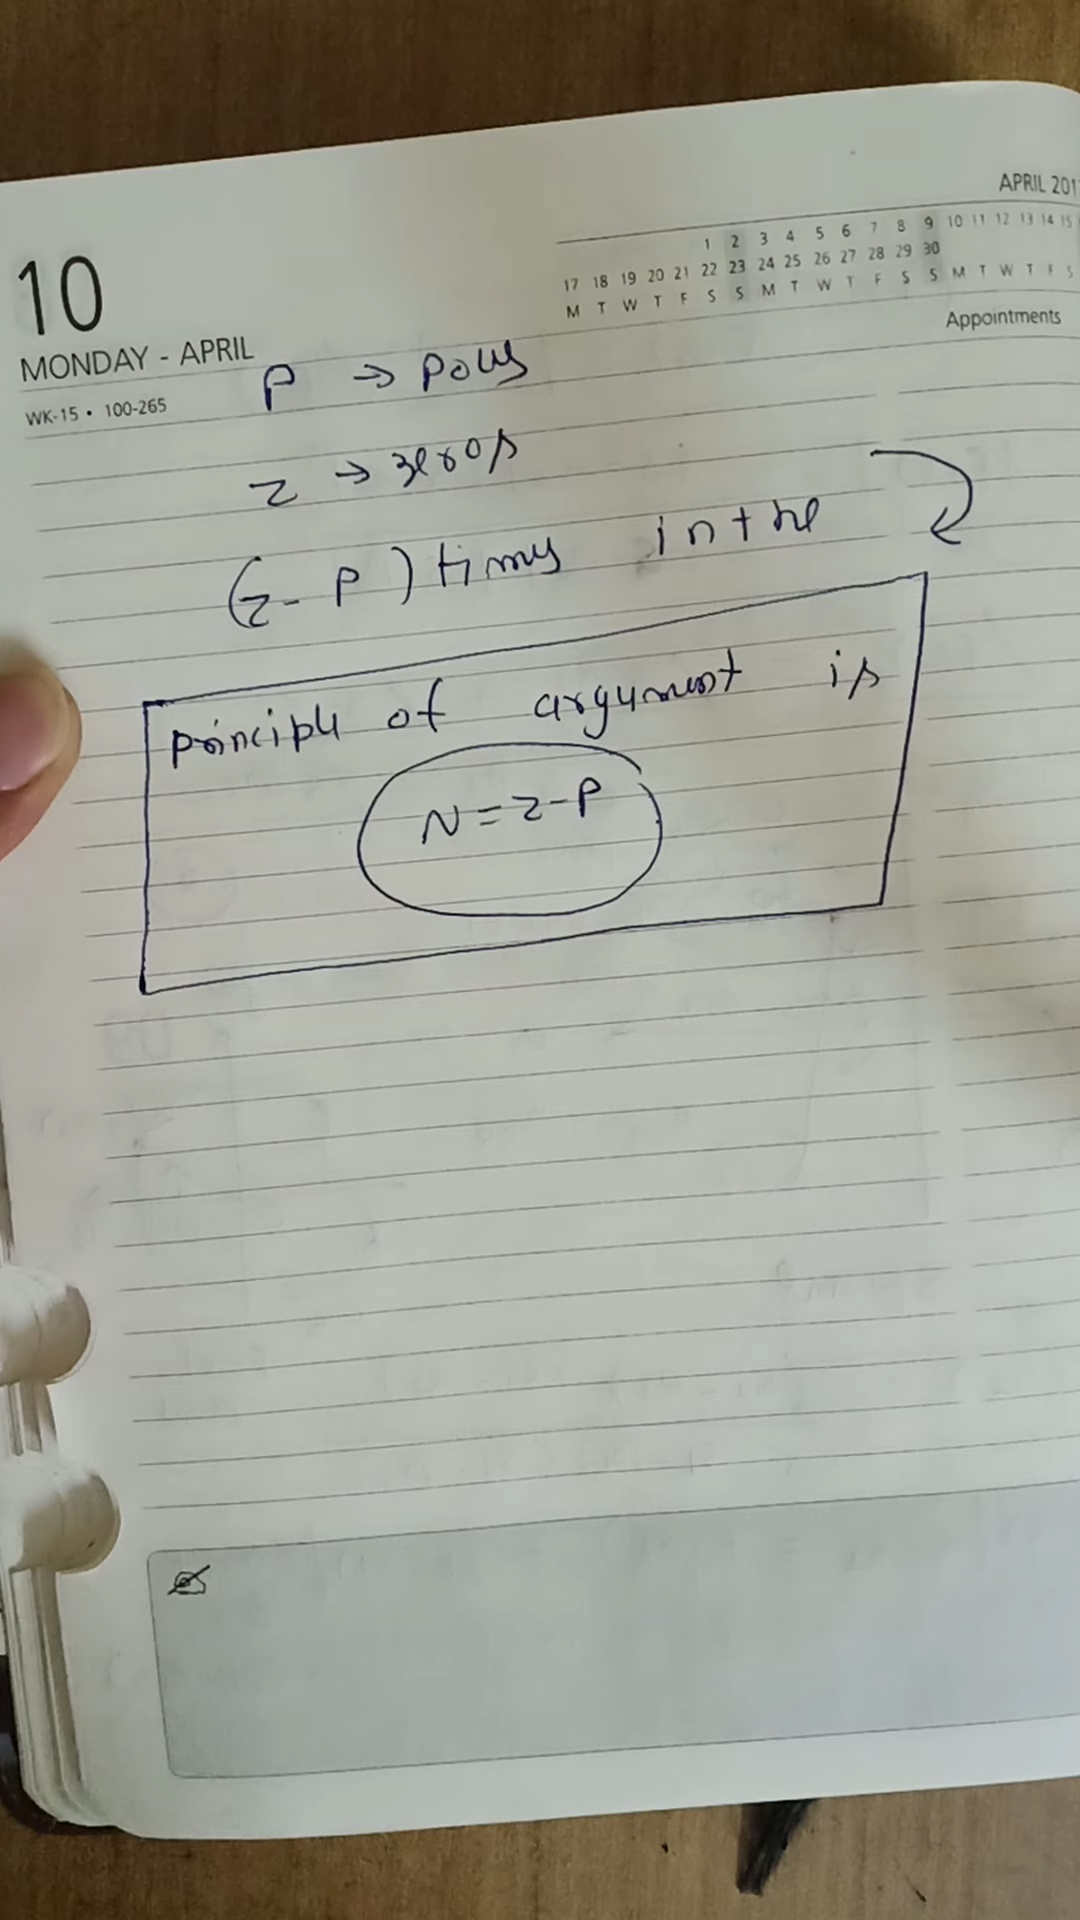 APRIL 201
1 2 3 4 5 6 7 8 9 10 11 12 13 14 15
17 18 19 20 21 22 23 24 25 26 27 28 29 30
M T W T F S S M T W T F S S M T W T F S
10
MONDAY - APRIL
Appointments
WK-15 • 100-265
P → Poles
Z → zeros
(Z - P) times in the
principle of argument is
N = Z - P